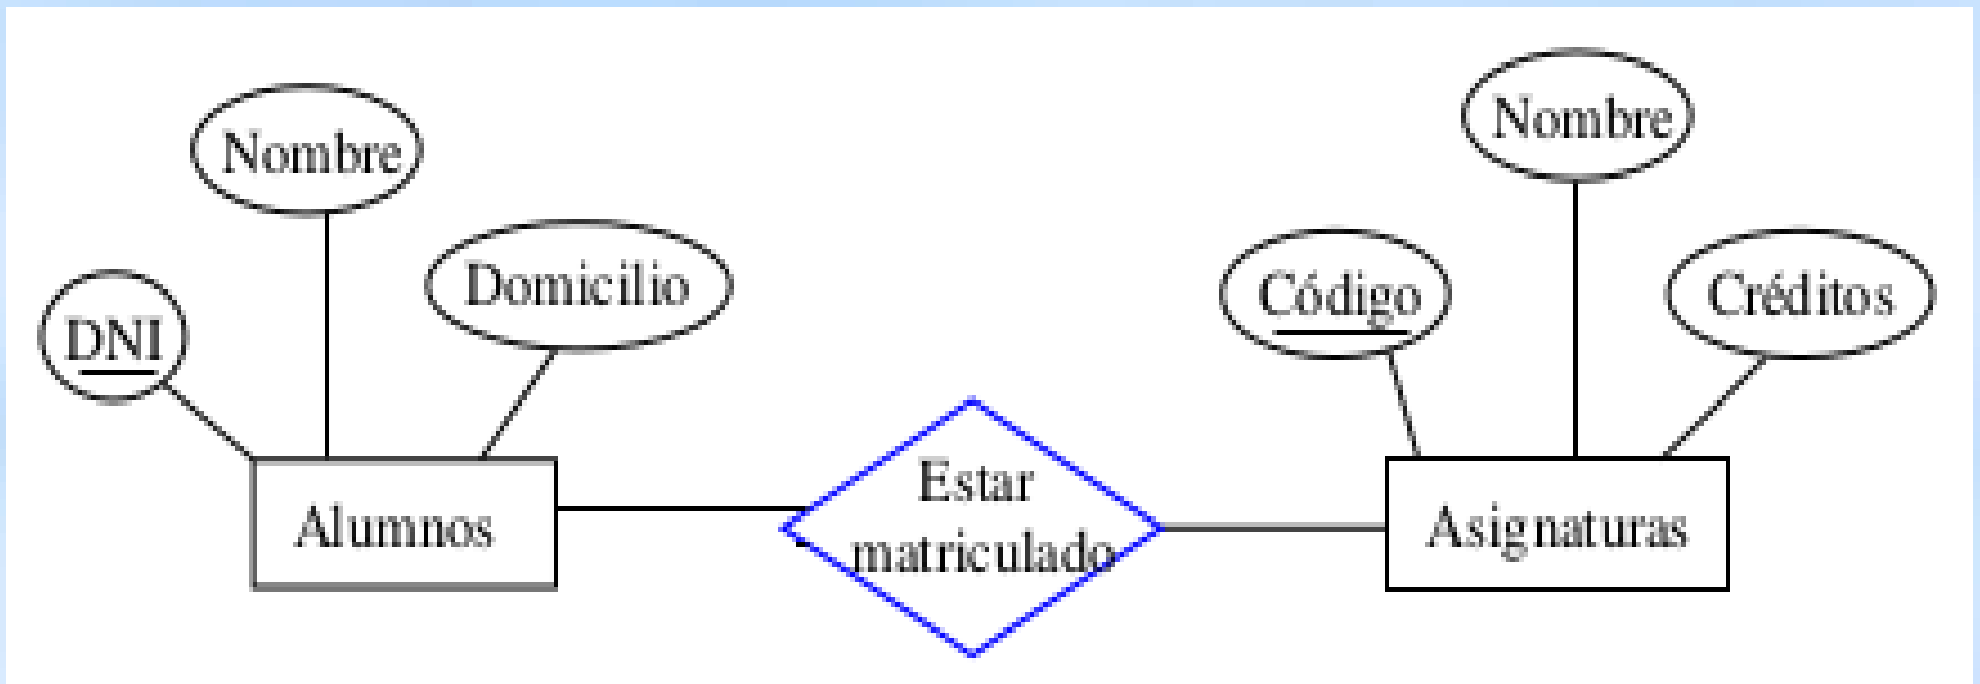 Nombre
Nombre
Domicilio
Código
Créditos
DNI
Estar
matriculado
Alumnos
Asignaturas